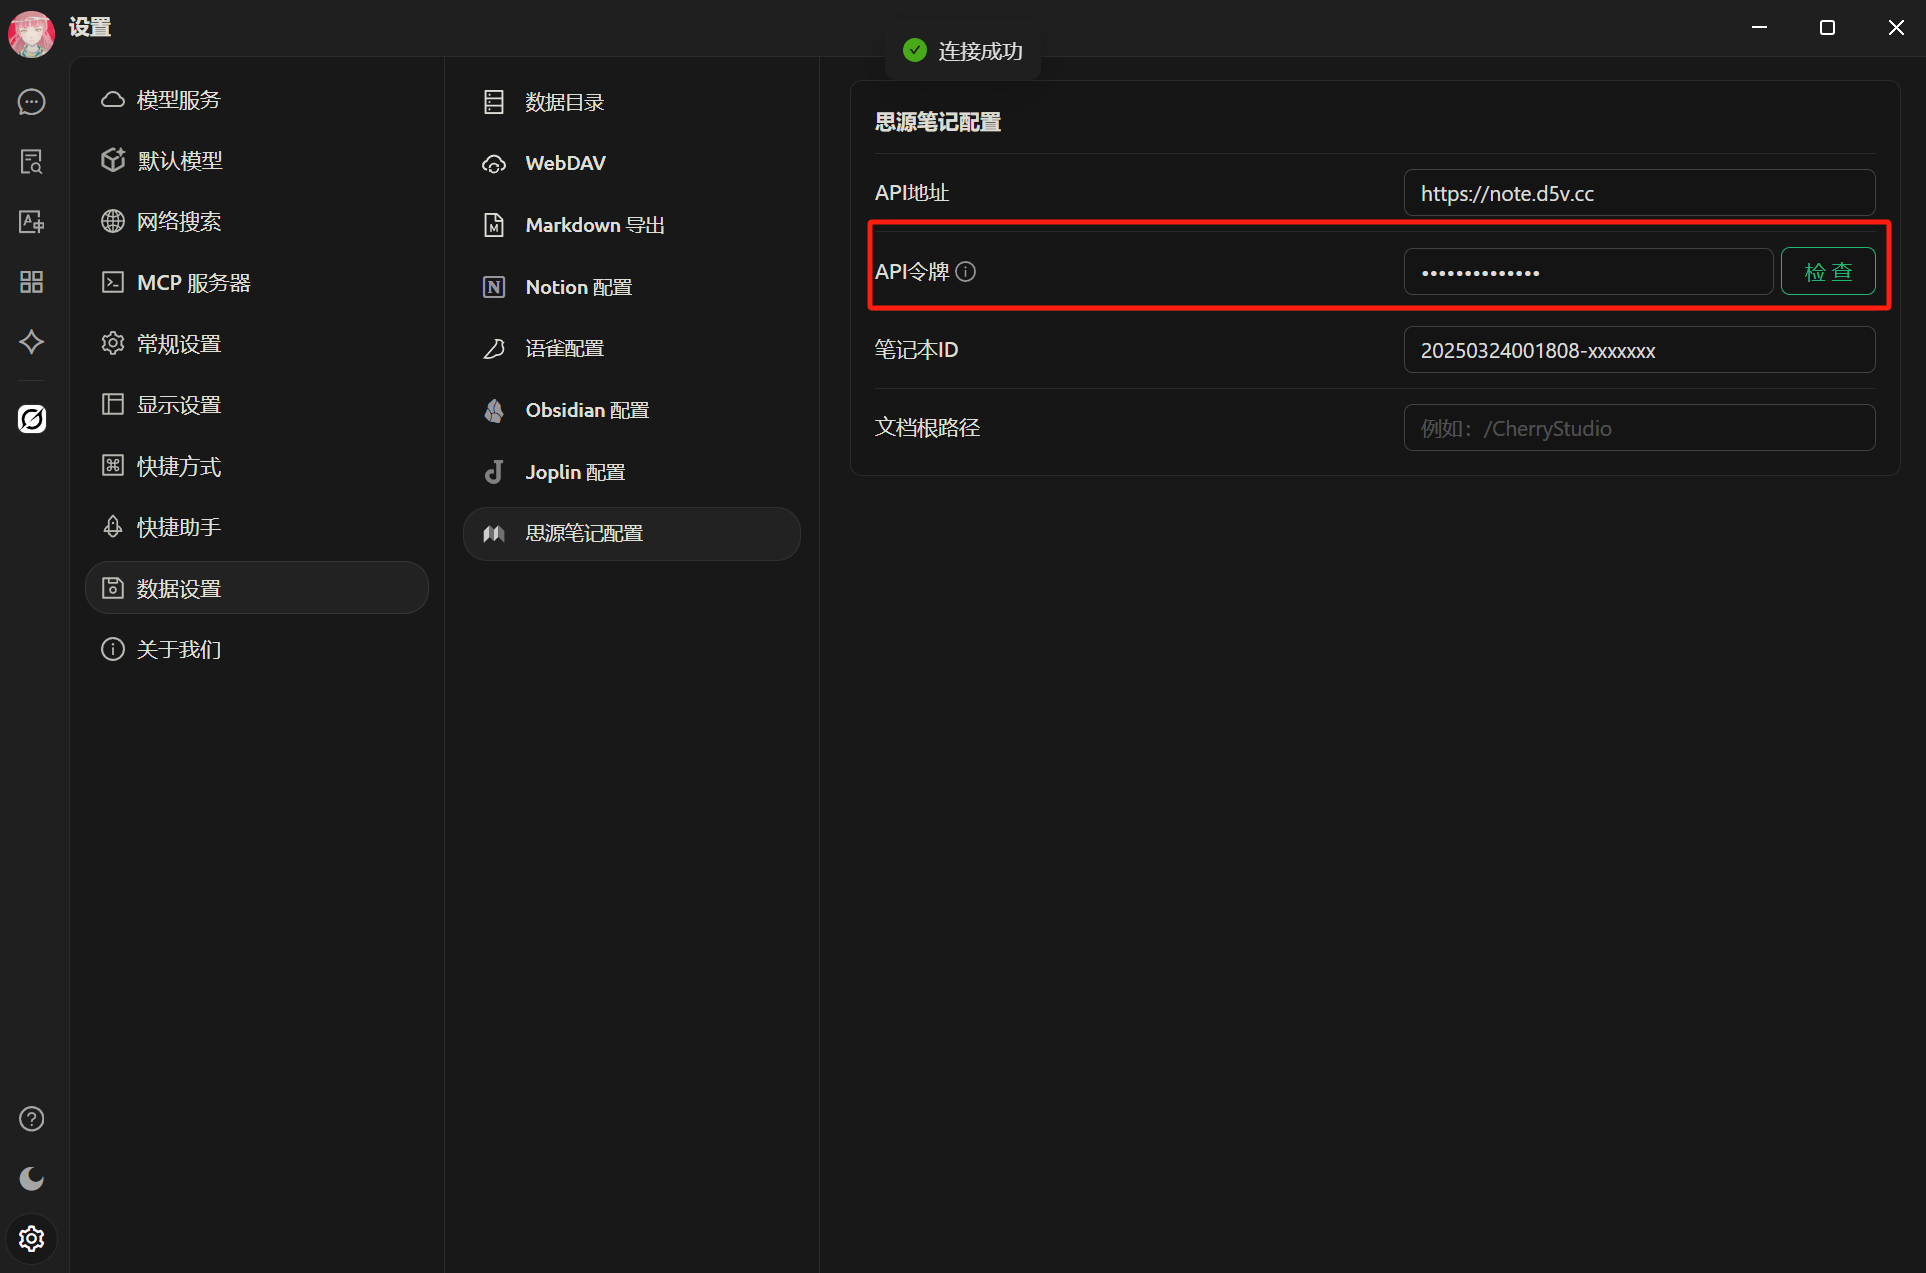 设置
连接成功
模型服务
默认模型
网络搜索
MCP 服务器
常规设置
显示设置
快捷方式
快捷助手
数据设置
关于我们
数据目录
WebDAV
Markdown 导出
Notion 配置
语雀配置
Obsidian 配置
Joplin 配置
思源笔记配置
思源笔记配置
API地址
https://note.d5v.cc
API令牌
••••••••••••••
检 查
笔记本ID
20250324001808-xxxxxxx
文档根路径
例如：/CherryStudio